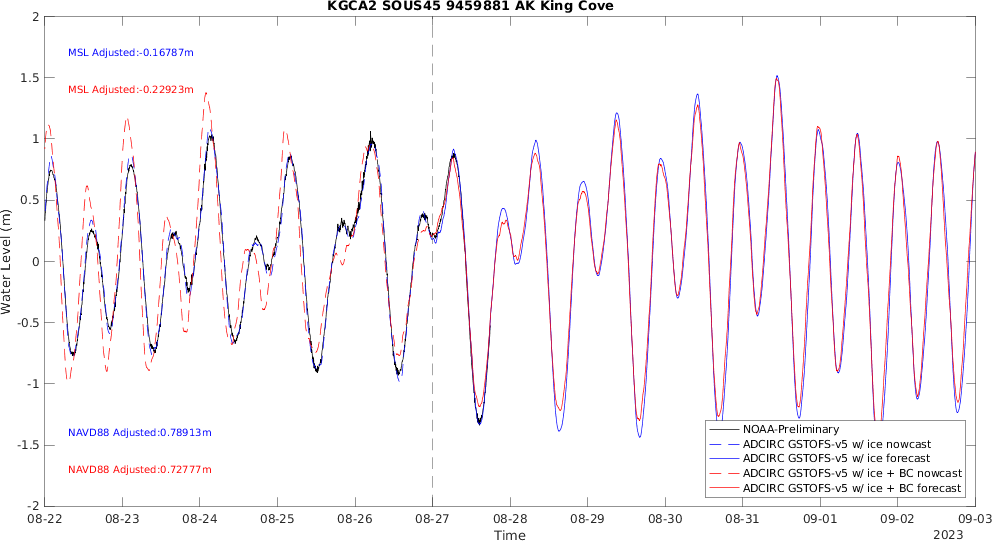 KGCA2 SOUS45 9459881 AK King Cove
MSL Adjusted:-0.16787m
MSL Adjusted:-0.22923m
NAVD88 Adjusted:0.78913m
NAVD88 Adjusted:0.72777m
Water Level (m)
2
1.5
1
0.5
0
-0.5
-1
-1.5
-2
NOAA-Preliminary
ADCIRC GSTOFS-v5 w/ ice nowcast
ADCIRC GSTOFS-v5 w/ ice forecast
ADCIRC GSTOFS-v5 w/ ice + BC nowcast
ADCIRC GSTOFS-v5 w/ ice + BC forecast
08-22 08-23 08-24 08-25 08-26 08-27 08-28 08-29 08-30 08-31 09-01 09-02 09-03
Time
2023